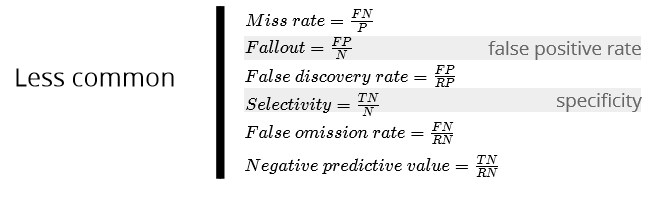 Less common
Miss rate = FN/P
Fallout = FP/N false positive rate
False discovery rate = FP/RP
Selectivity = TN/N specificity
False omission rate = FN/RN
Negative predictive value = TN/RN